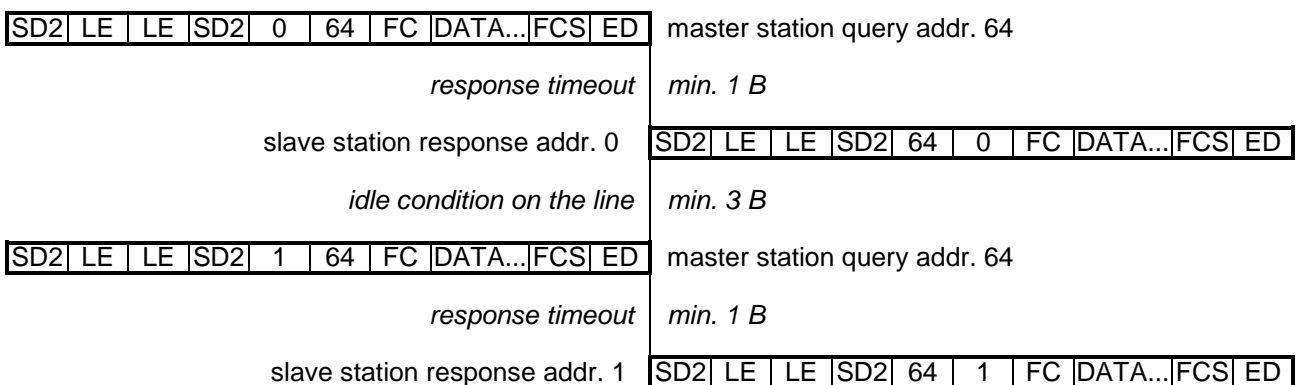 SD2 LE LE SD2 0 64 FC DATA... FCS ED master station query addr. 64
response timeout min. 1 B
slave station response addr. 0 SD2 LE LE SD2 64 0 FC DATA... FCS ED
idle condition on the line min. 3 B
SD2 LE LE SD2 1 64 FC DATA... FCS ED master station query addr. 64
response timeout min. 1 B
slave station response addr. 1 SD2 LE LE SD2 64 1 FC DATA... FCS ED